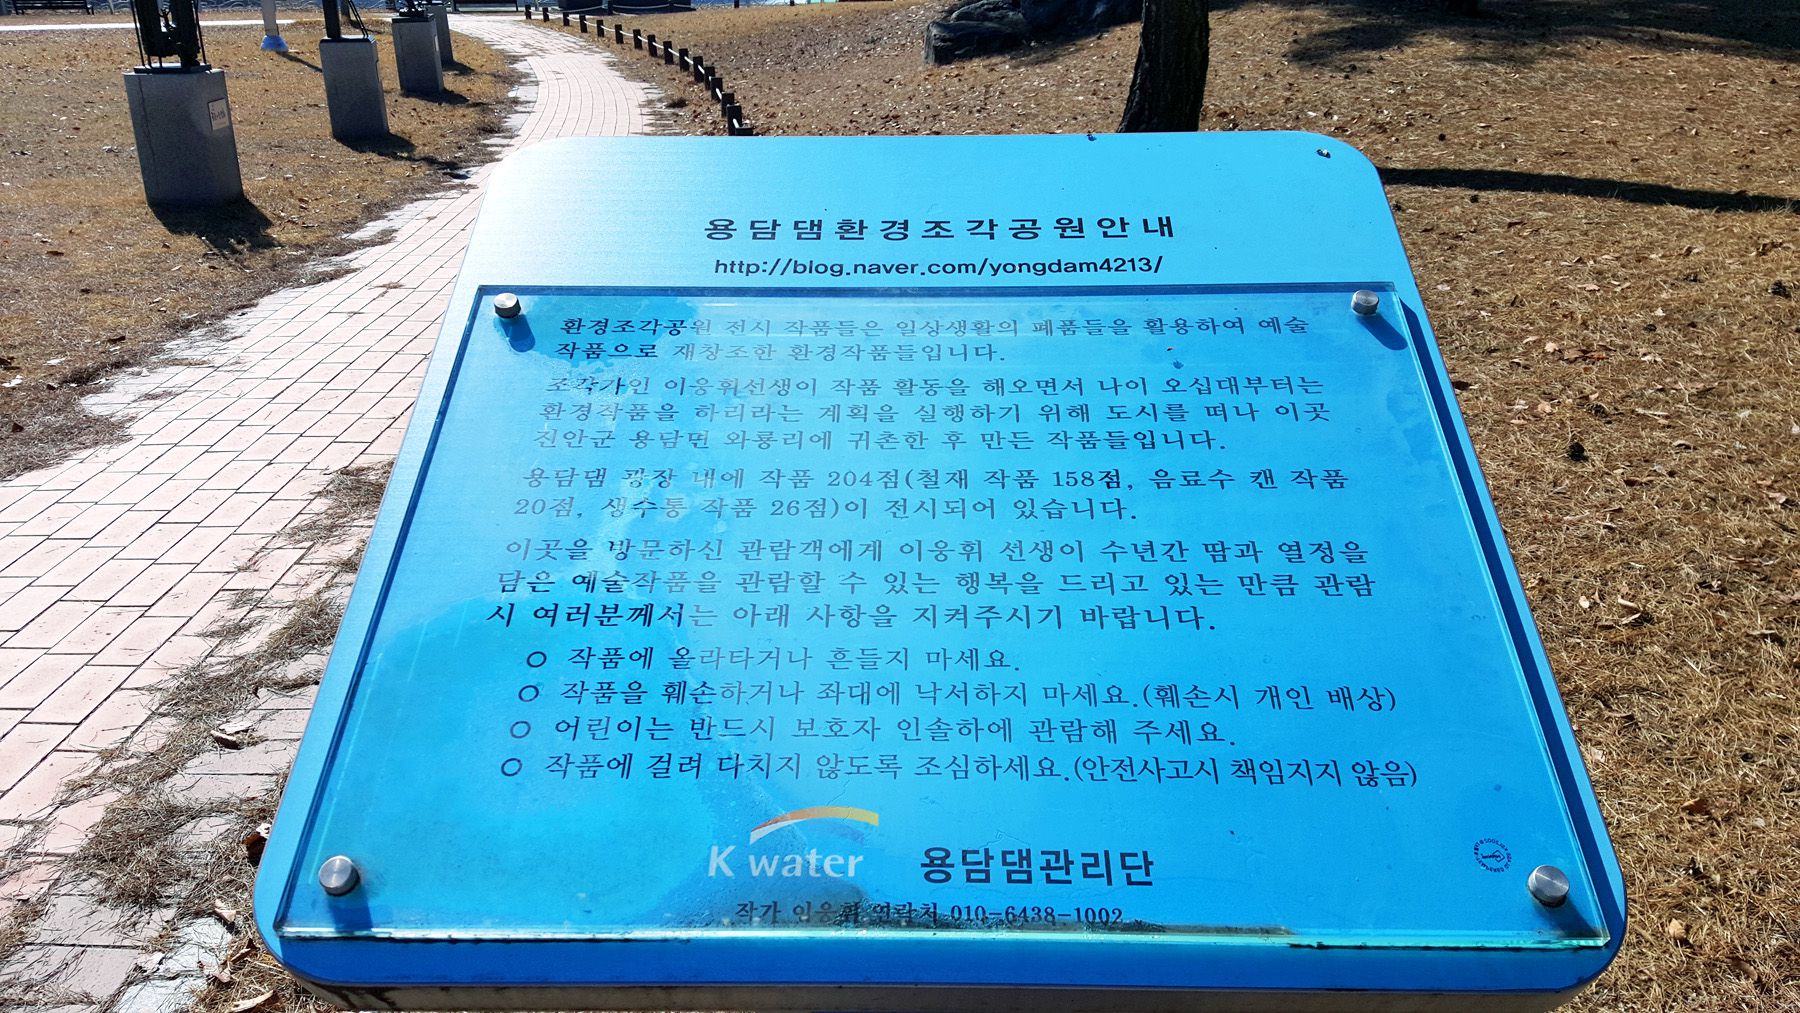 용담댐환경조각공원안내
http://blog.naver.com/yongdam4213/
환경조각공원 전시 작품들은 일상생활의 폐품들을 활용하여 예술
작품으로 재창조한 환경작품들입니다.
조각가인 이웅휘선생이 작품 활동을 해오면서 나이 오십대부터는
환경작품을 하리라는 계획을 실행하기 위해 도시를 떠나 이곳
진안군 용담면 와룡리에 귀촌한 후 만든 작품들입니다.
용담댐 광장 내에 작품 204점(철재 작품 158점, 음료수 캔 작품
20점, 생수통 작품 26점)이 전시되어 있습니다.
이곳을 방문하신 관람객에게 이웅휘 선생이 수년간 땀과 열정을
담은 예술작품을 관람할 수 있는 행복을 드리고 있는 만큼 관람
시 여러분께서는 아래 사항을 지켜주시기 바랍니다.
○ 작품에 올라타거나 흔들지 마세요.
○ 작품을 훼손하거나 좌대에 낙서하지 마세요.(훼손시 개인 배상)
○ 어린이는 반드시 보호자 인솔하에 관람해 주세요.
○ 작품에 걸려 다치지 않도록 조심하세요.(안전사고시 책임지지 않음)
K water 용담댐관리단
작가 이웅휘 연락처 010-6438-1002